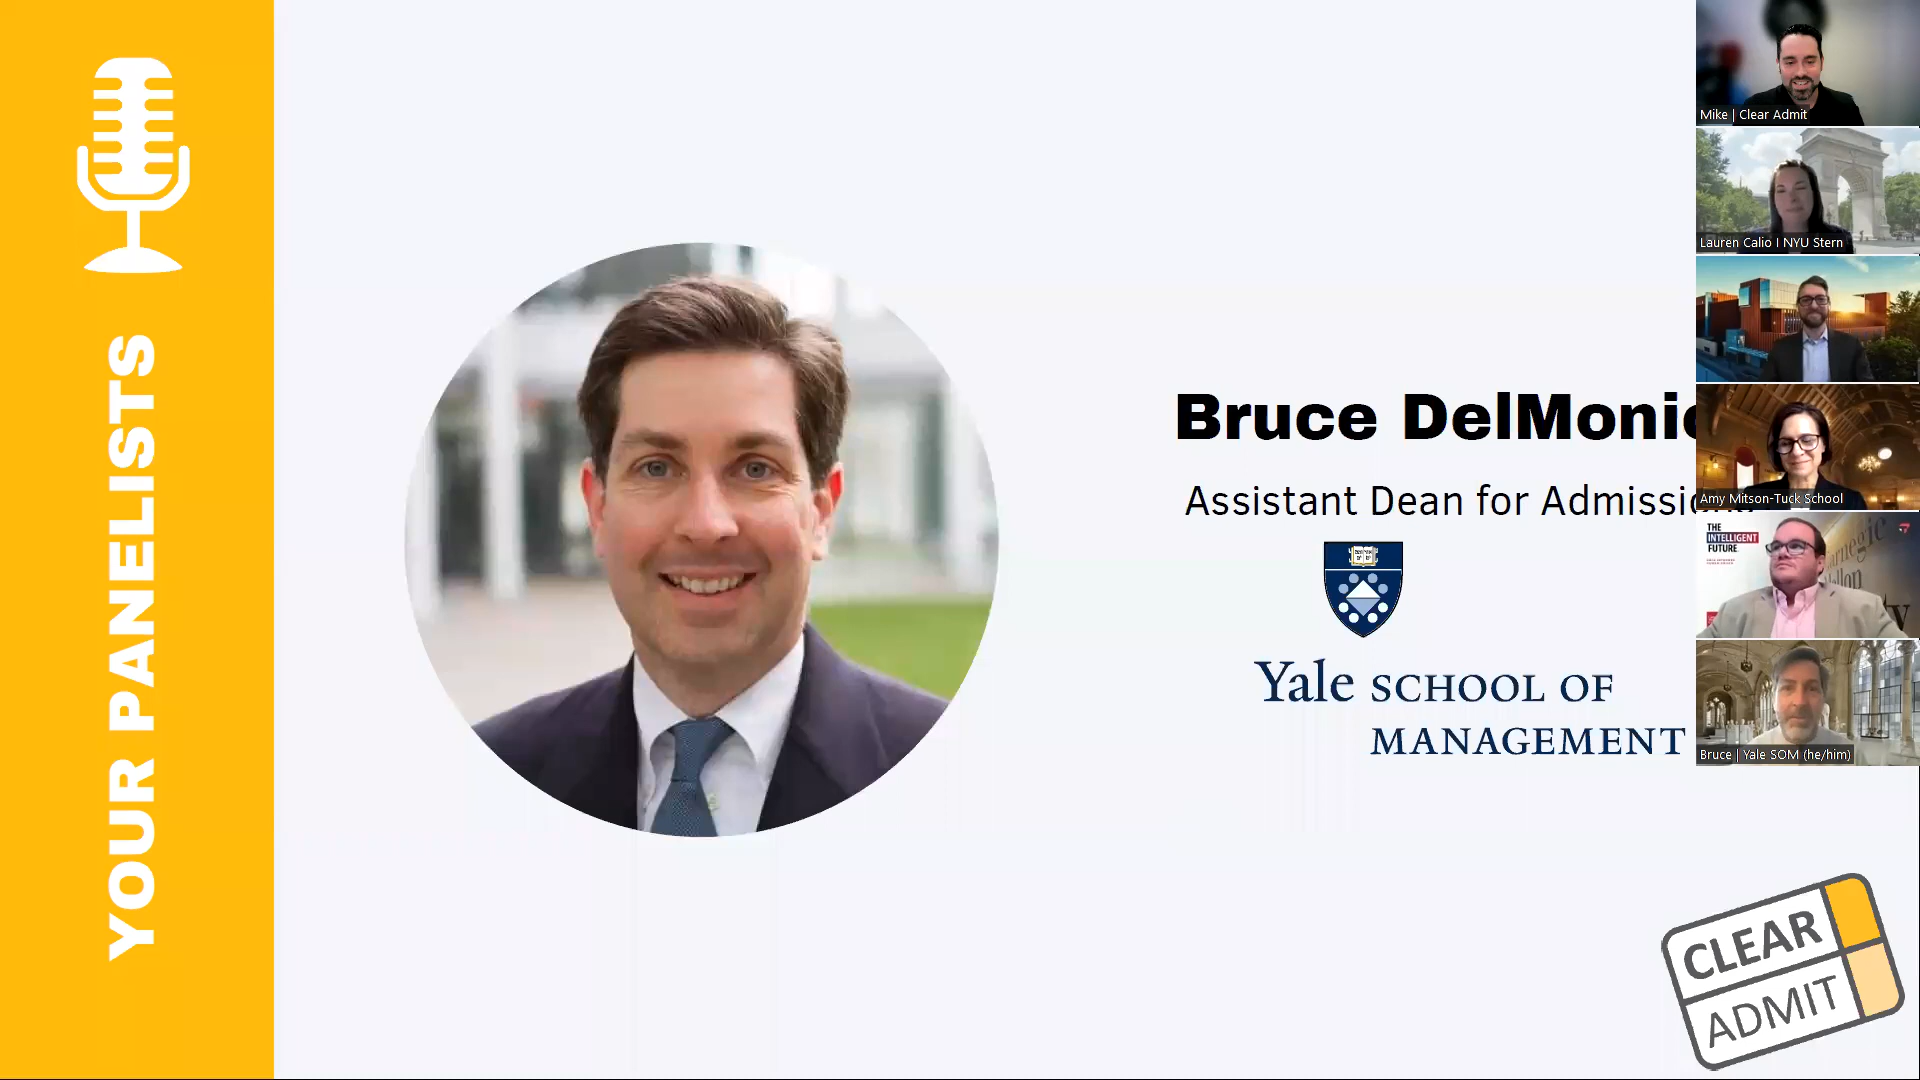 YOUR PANELISTS
Bruce DelMonic
Assistant Dean for Admissi
Yale SCHOOL OF
MANAGEMENT
CLEAR
ADMIT
Mike | Clear Admit
Lauren Calio I NYU Stern
Amy Mitson-Tuck School
THE
INTELLIGENT
FUTURE
Bruce | Yale SOM (he/him)